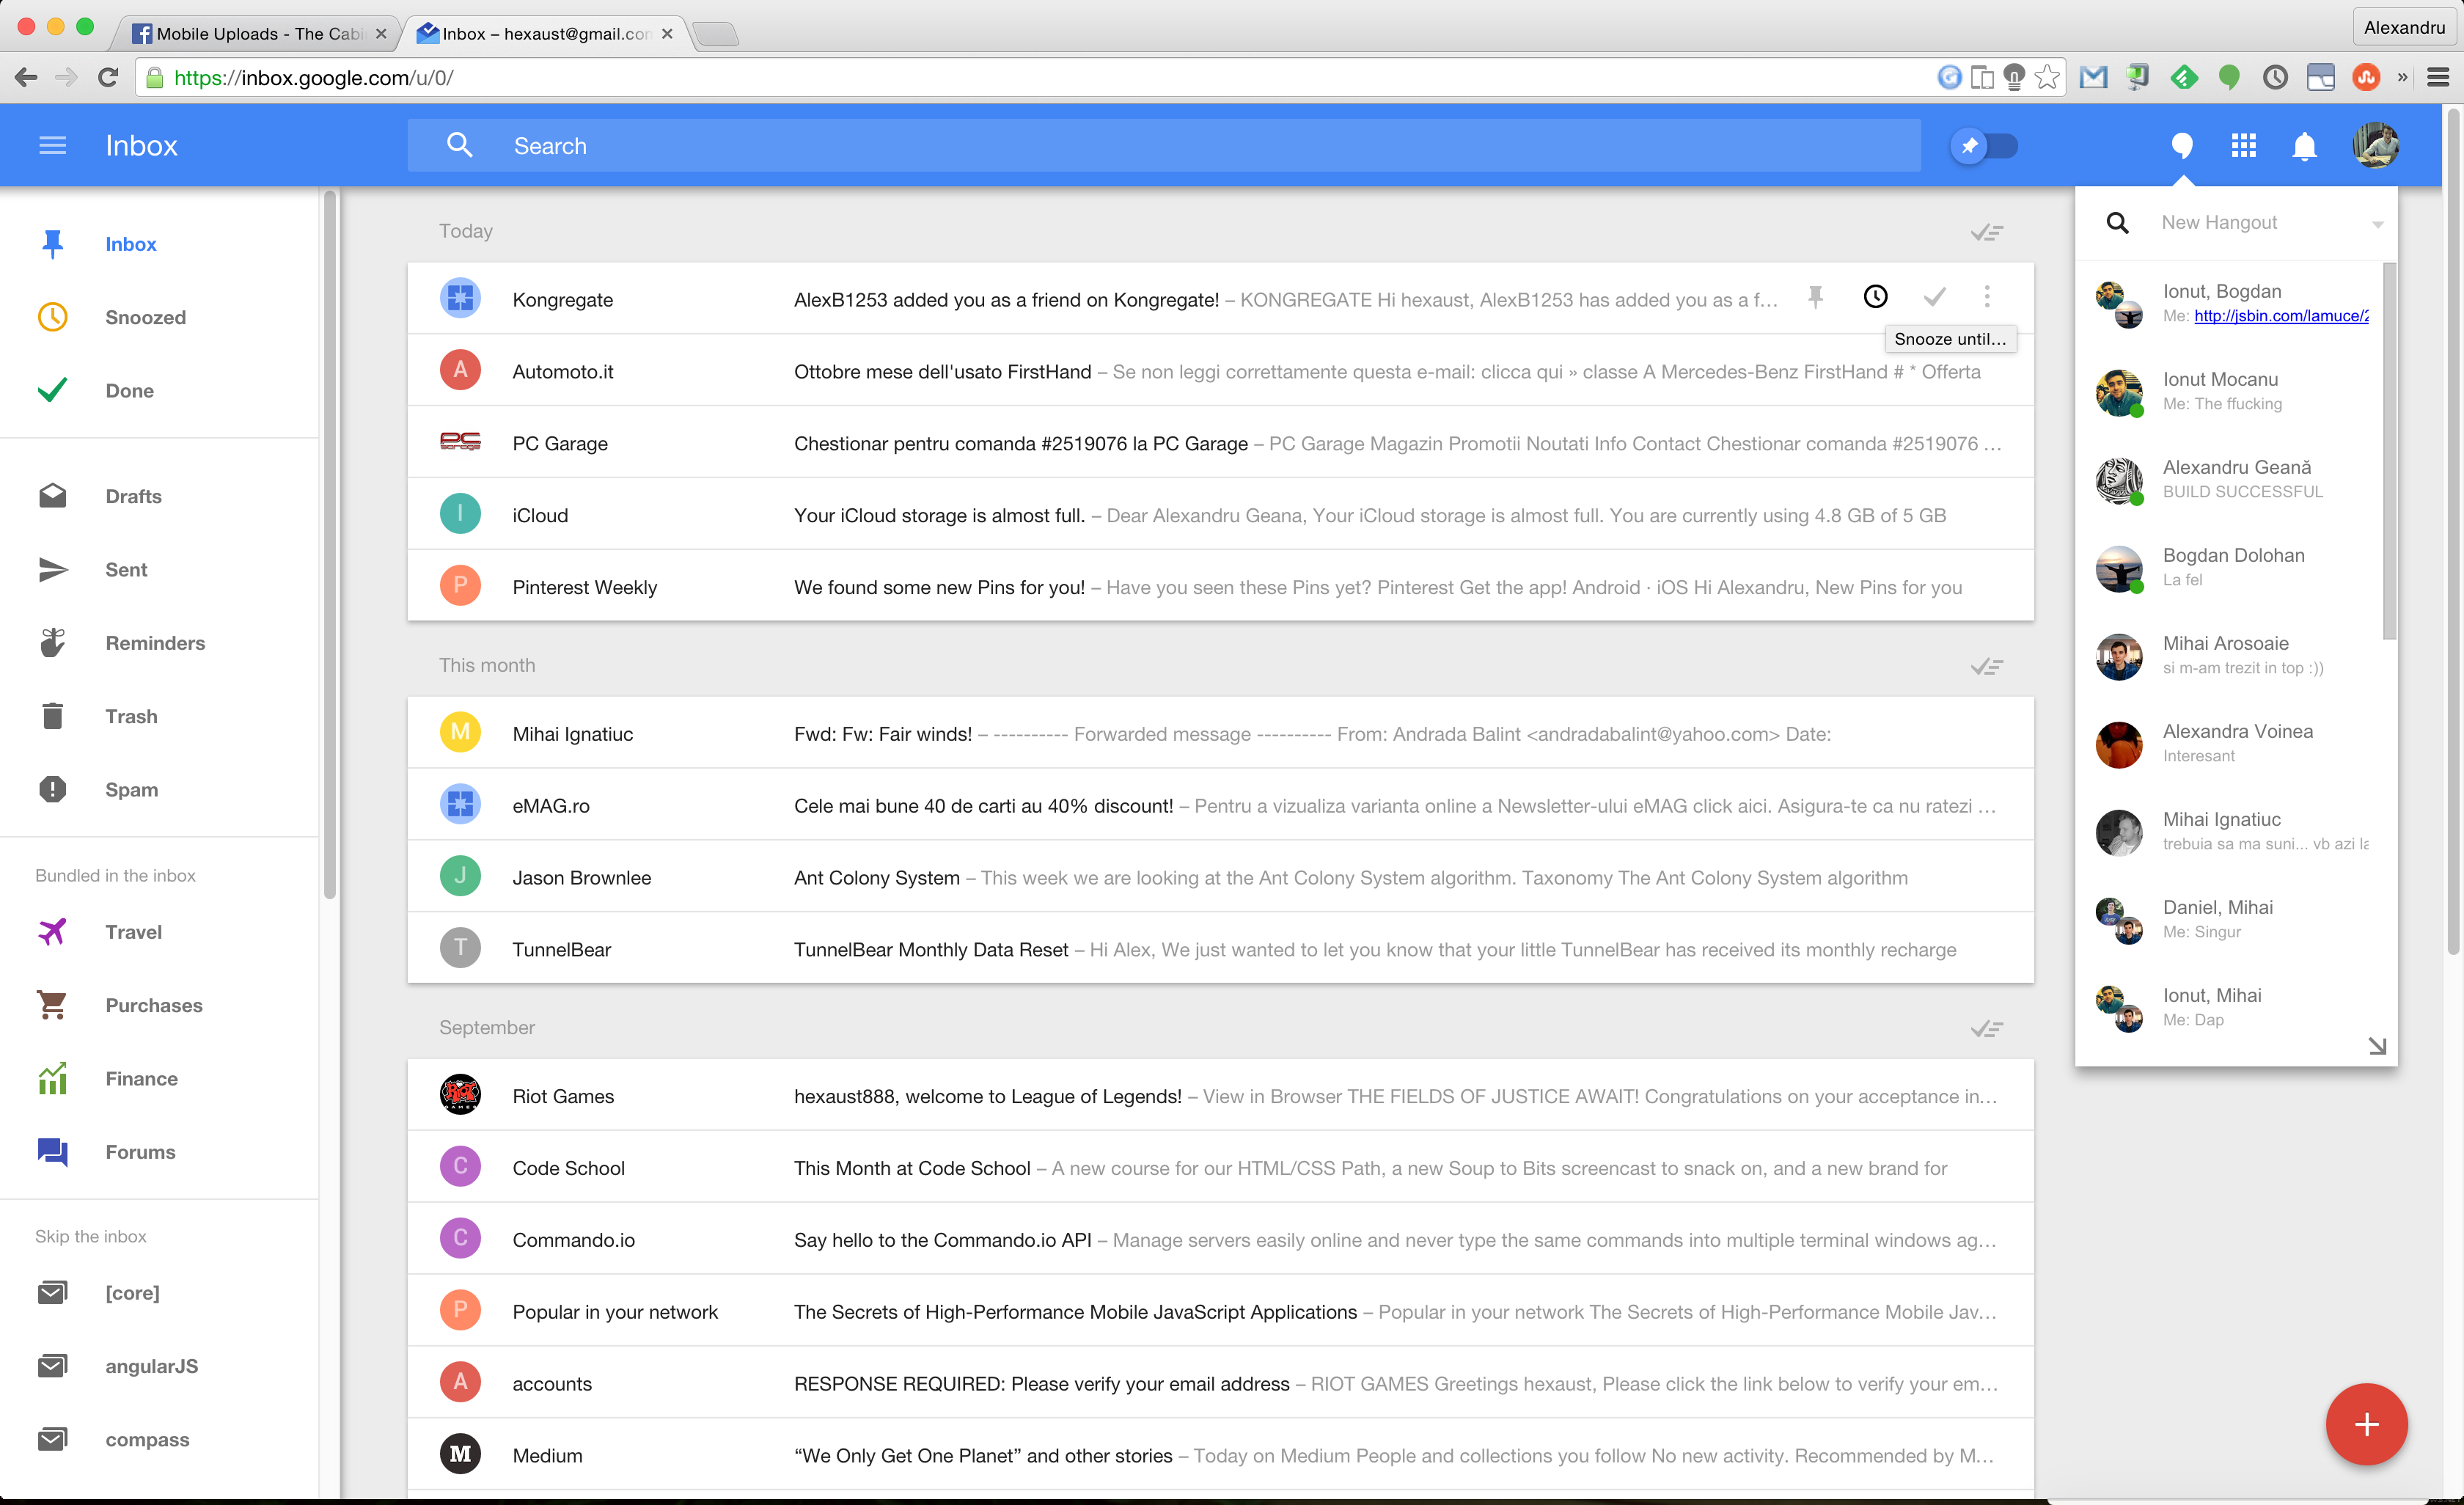 Mobile Uploads - The Cabi
Inbox – hexaust@gmail.con
Alexandru
https://inbox.google.com/u/0/
Inbox
Search
Inbox
Snoozed
Done
Drafts
Sent
Reminders
Trash
Spam
Bundled in the inbox
Travel
Purchases
Finance
Forums
Skip the inbox
[core]
angularJS
compass
Today
Kongregate AlexB1253 added you as a friend on Kongregate! – KONGREGATE Hi hexaust, AlexB1253 has added you as a f…
Snooze until…
Automoto.it Ottobre mese dell'usato FirstHand – Se non leggi correttamente questa e-mail: clicca qui » classe A Mercedes-Benz FirstHand # * Offerta
PC Garage Chestionar pentru comanda #2519076 la PC Garage – PC Garage Magazin Promotii Noutati Info Contact Chestionar comanda #2519076 …
I iCloud Your iCloud storage is almost full. – Dear Alexandru Geana, Your iCloud storage is almost full. You are currently using 4.8 GB of 5 GB
P Pinterest Weekly We found some new Pins for you! – Have you seen these Pins yet? Pinterest Get the app! Android · iOS Hi Alexandru, New Pins for you
This month
M Mihai Ignatiuc Fwd: Fw: Fair winds! – ---------- Forwarded message ---------- From: Andrada Balint <andradabalint@yahoo.com> Date:
eMAG.ro Cele mai bune 40 de carti au 40% discount! – Pentru a vizualiza varianta online a Newsletter-ului eMAG click aici. Asigura-te ca nu ratezi …
J Jason Brownlee Ant Colony System – This week we are looking at the Ant Colony System algorithm. Taxonomy The Ant Colony System algorithm
T TunnelBear TunnelBear Monthly Data Reset – Hi Alex, We just wanted to let you know that your little TunnelBear has received its monthly recharge
September
Riot Games hexaust888, welcome to League of Legends! – View in Browser THE FIELDS OF JUSTICE AWAIT! Congratulations on your acceptance in…
C Code School This Month at Code School – A new course for our HTML/CSS Path, a new Soup to Bits screencast to snack on, and a new brand for
C Commando.io Say hello to the Commando.io API – Manage servers easily online and never type the same commands into multiple terminal windows ag…
P Popular in your network The Secrets of High-Performance Mobile JavaScript Applications – Popular in your network The Secrets of High-Performance Mobile Jav…
A accounts RESPONSE REQUIRED: Please verify your email address – RIOT GAMES Greetings hexaust, Please click the link below to verify your em…
M Medium “We Only Get One Planet” and other stories – Today on Medium People and collections you follow No new activity. Recommended by M…
New Hangout
Ionut, Bogdan
Me: http://jsbin.com/lamuce/2
Ionut Mocanu
Me: The ffucking
Alexandru Geană
BUILD SUCCESSFUL
Bogdan Dolohan
La fel
Mihai Arosoaie
si m-am trezit in top :))
Alexandra Voinea
Interesant
Mihai Ignatiuc
trebuia sa ma suni... vb azi la
Daniel, Mihai
Me: Singur
Ionut, Mihai
Me: Dap